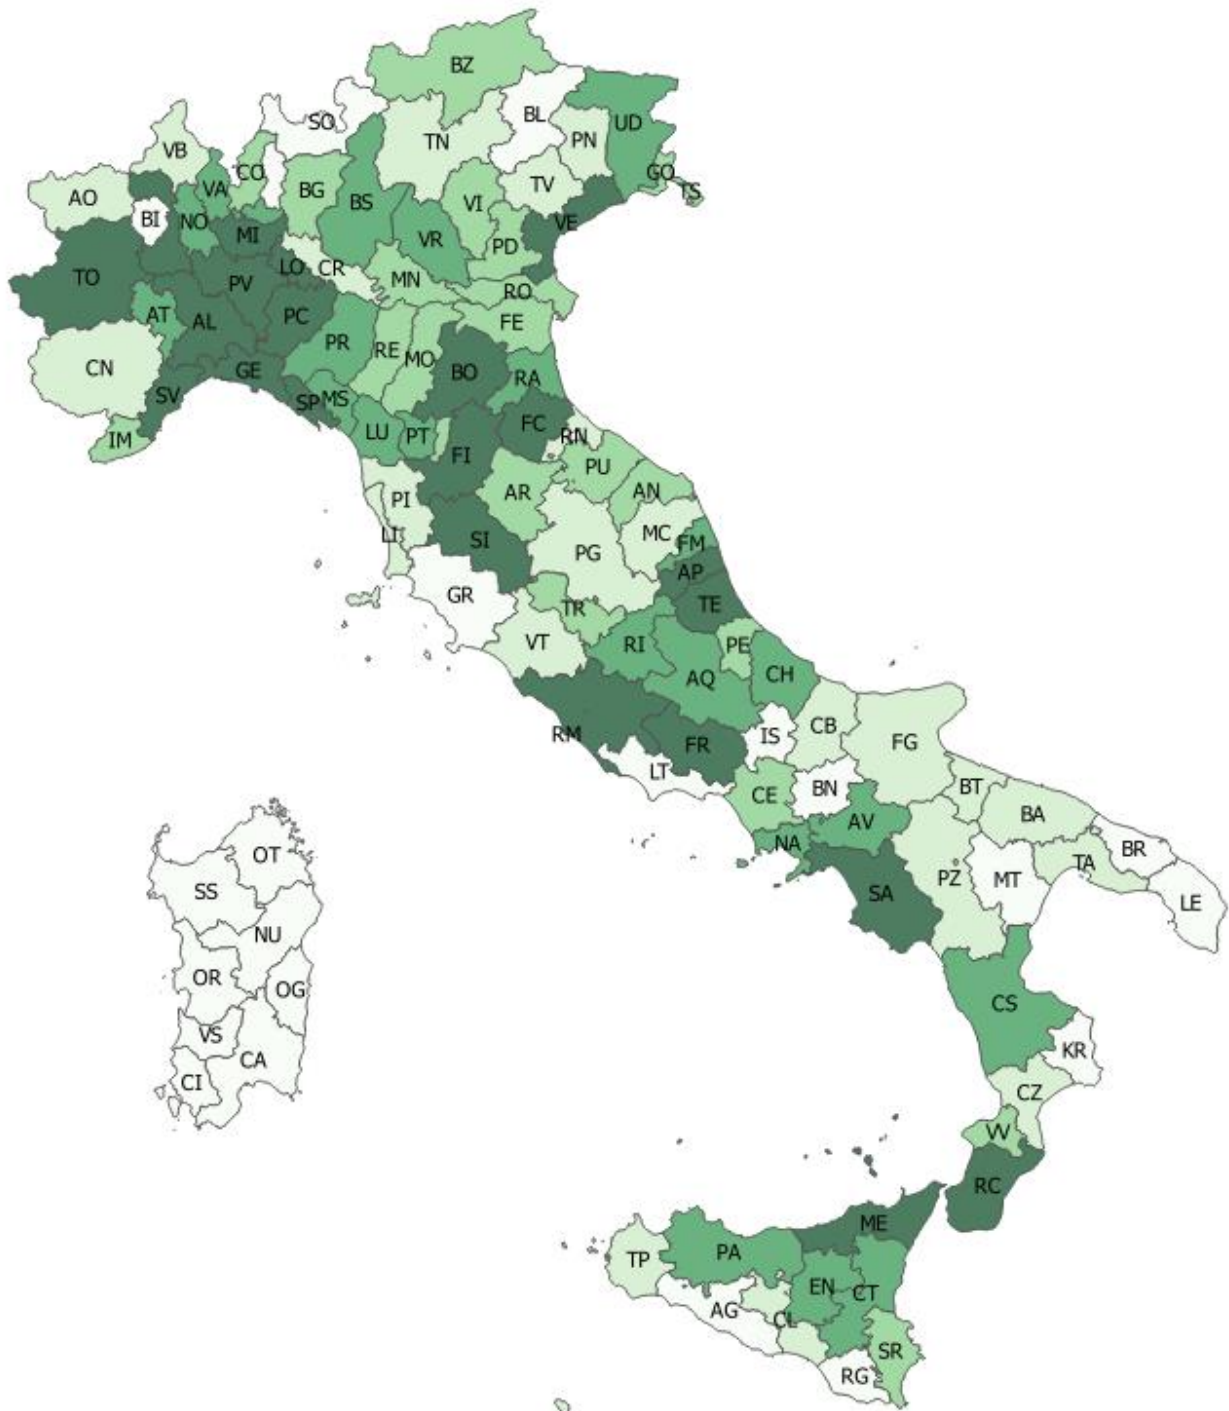 BZ
SO
BL
UD
TN
PN
VB
CO
GO
AO
VA
BG
TV
TS
BI
NO
BS
VI
VE
MI
VR
PD
TO
LO
CR
PV
MN
RO
AT
AL
PC
FE
PR
RE
MO
CN
GE
BO
RA
SV
SP
MS
FC
IM
LU
PT
RN
FI
PU
AR
AN
PI
LI
MC
SI
PG
FM
AP
GR
TR
TE
VT
RI
PE
AQ
CH
RM
FR
IS
CB
FG
LT
CE
BN
BT
BA
AV
NA
OT
BR
SS
SA
PZ
MT
TA
LE
NU
OR
OG
CS
VS
CA
KR
CI
CZ
VV
RC
ME
TP
PA
EN
CT
AG
CL
SR
RG